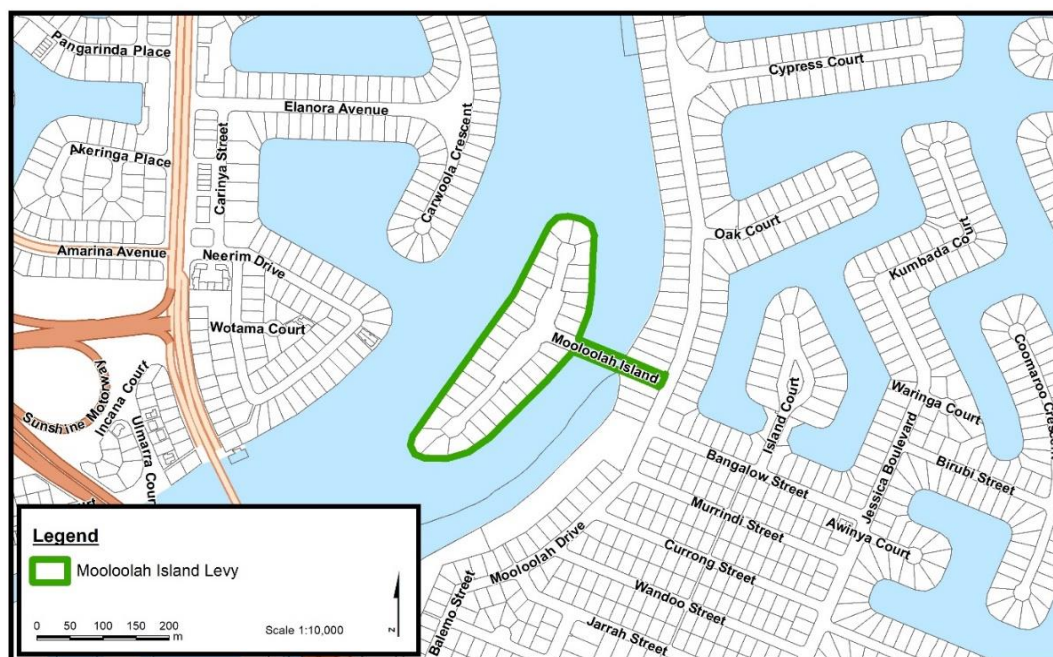 Pangarinda Place
Cypress Court
Elanora Avenue
Carwoola Crescent
Carinya Street
Akeringa Place
Oak Court
Kumbada Co
urt
Amarina Avenue
Neerim Drive
Wotama Court
Mooloolah Island
Coomaroo Crescent
Sunshine Motorway
Incana Court
Ulmarra Court
Island Court
Waringa Court
Jessica Boulevard
Bangalow Street
Birubi Street
Murrindi Street
Awinya Court
Currong Street
Mooloolah Drive
Wandoo Street
Balemo Street
Jarrah Street
Legend
Mooloolah Island Levy
0 50 100 150 200
m
Scale 1:10,000
N